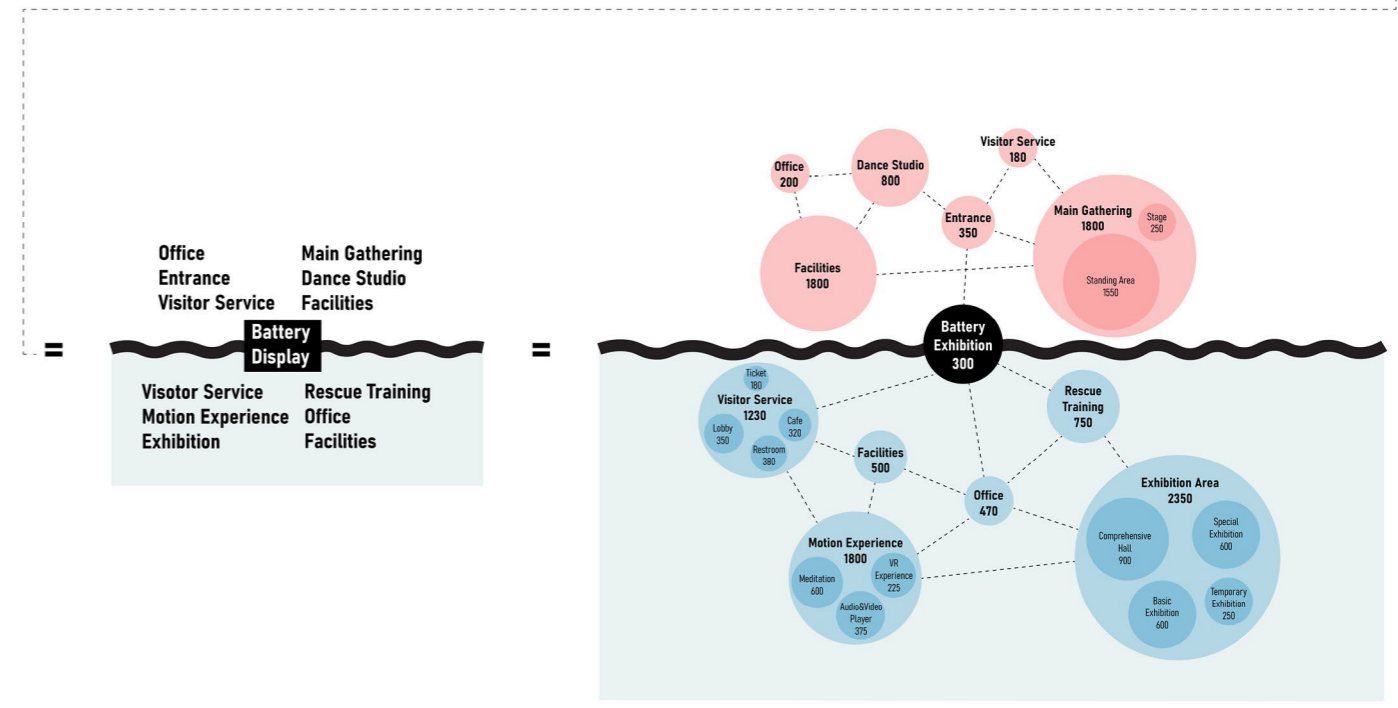 =
Office
Entrance
Visitor Service
Main Gathering
Dance Studio
Facilities
Battery
Display
Visotor Service
Motion Experience
Exhibition
Rescue Training
Office
Facilities
=
Office
200
Dance Studio
800
Visitor Service
180
Entrance
350
Main Gathering
1800
Stage
250
Standing Area
1550
Facilities
1800
Battery
Exhibition
300
Ticket
180
Visitor Service
1230
Lobby
350
Cafe
320
Restroom
380
Facilities
500
Rescue
Training
750
Office
470
Motion Experience
1800
Meditation
600
VR
Experience
225
Audio&Video
Player
375
Exhibition Area
2350
Comprehensive
Hall
900
Special
Exhibition
600
Basic
Exhibition
600
Temporary
Exhibition
250